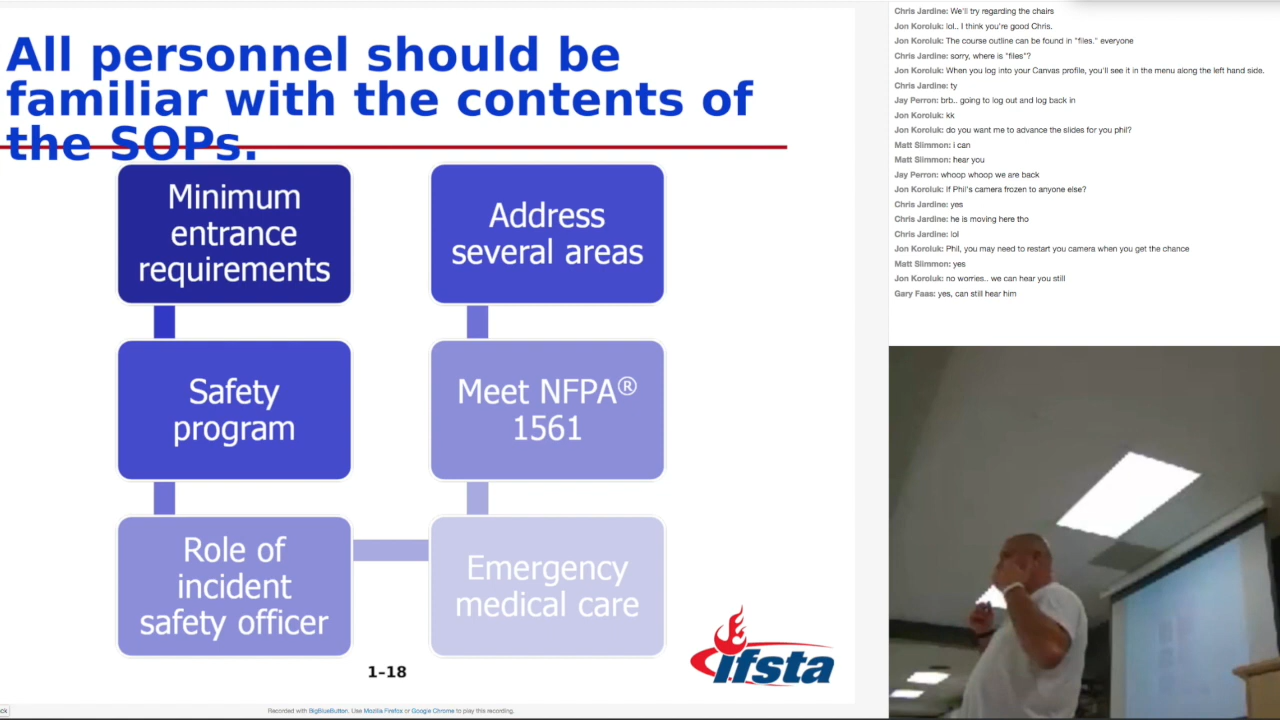 All personnel should be
familiar with the contents of
the SOPs.
Minimum
entrance
requirements
Safety
program
Role of
incident
safety officer
Emergency
medical care
Meet NFPA®
1561
Address
several areas
1-18
ifsta
ck
Recorded with BigBlueButton. Use Mozilla Firefox or Google Chrome to play this recording.
Chris Jardine: We'll try regarding the chairs
Jon Koroluk: lol.. I think you're good Chris.
Jon Koroluk: The course outline can be found in "files." everyone
Chris Jardine: sorry, where is "files"?
Jon Koroluk: When you log into your Canvas profile, you'll see it in the menu along the left hand side.
Chris Jardine: ty
Jay Perron: brb.. going to log out and log back in
Jon Koroluk: kk
Jon Koroluk: do you want me to advance the slides for you phil?
Matt Slimmon: i can
Matt Slimmon: hear you
Jay Perron: whoop whoop we are back
Jon Koroluk: If Phil's camera frozen to anyone else?
Chris Jardine: yes
Chris Jardine: he is moving here tho
Chris Jardine: lol
Jon Koroluk: Phil, you may need to restart you camera when you get the chance
Matt Slimmon: yes
Jon Koroluk: no worries.. we can hear you still
Gary Faas: yes, can still hear him